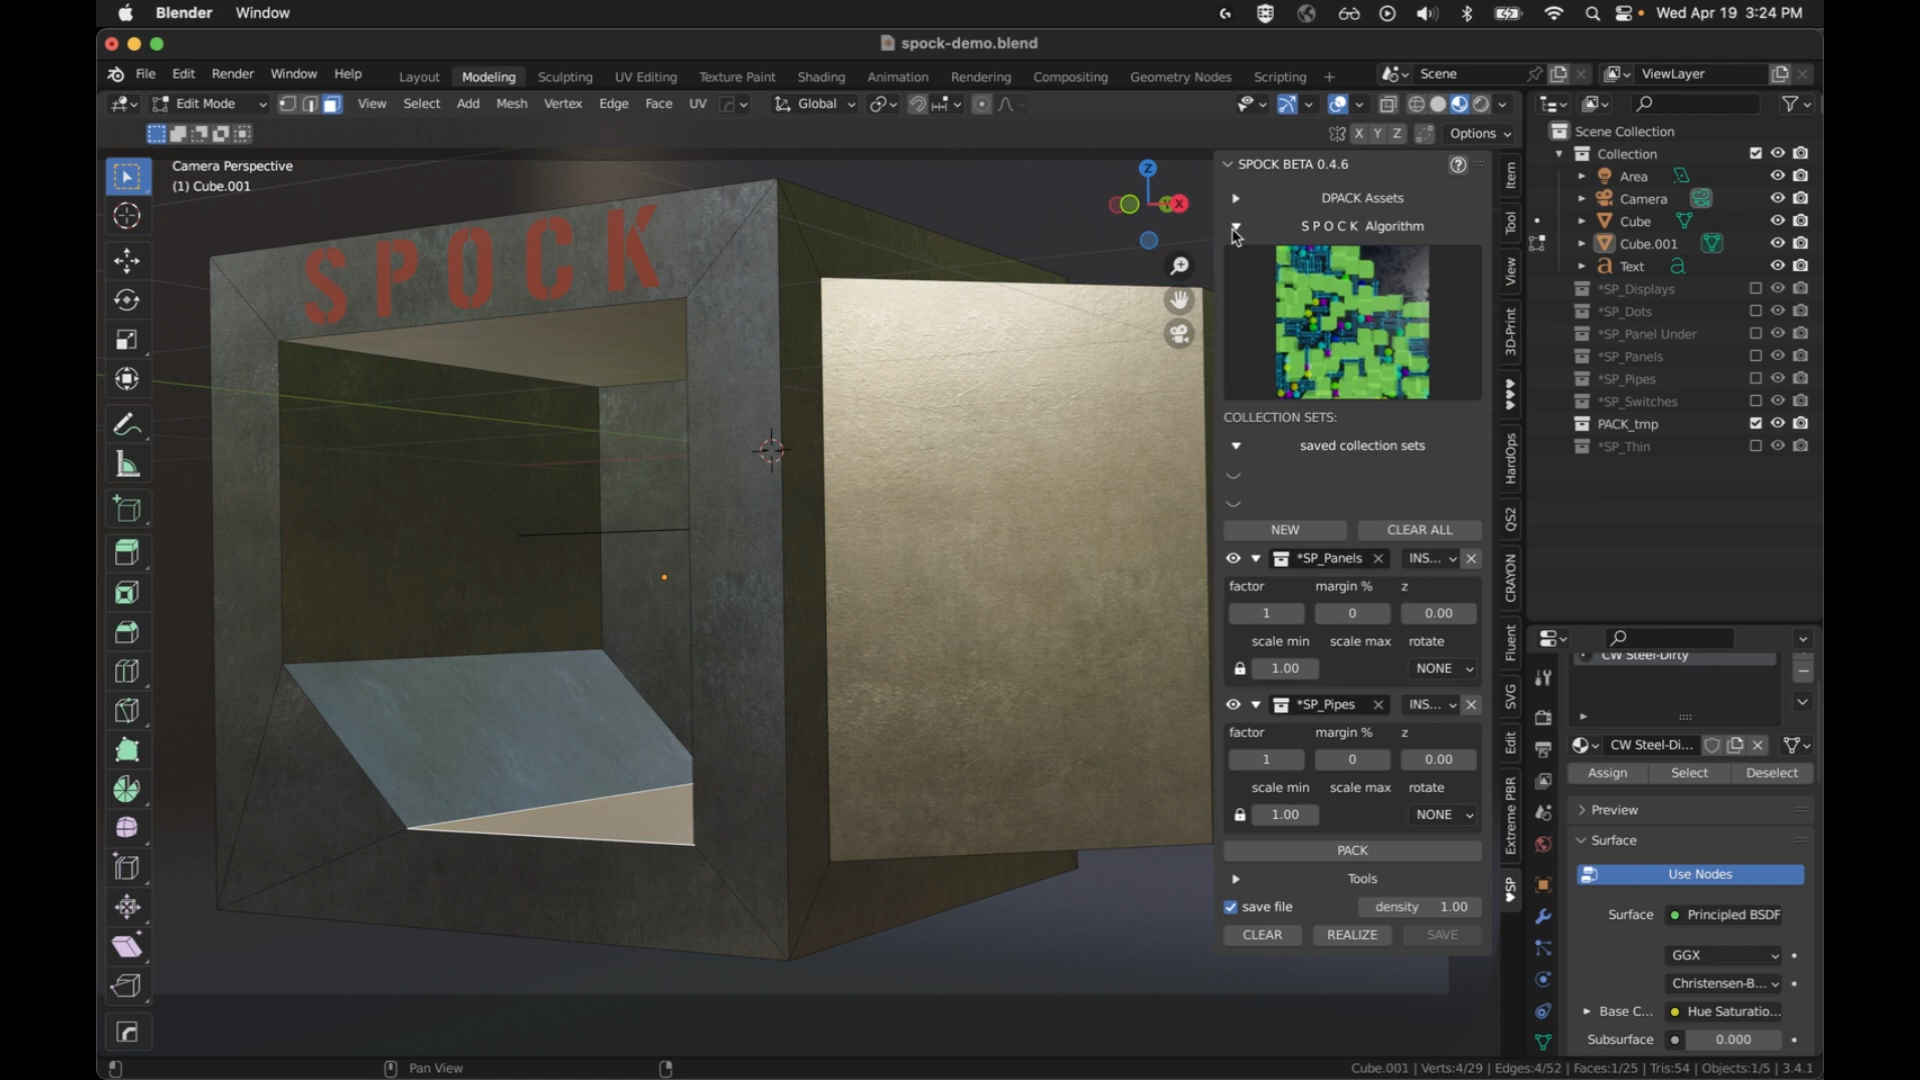 Blender Window Wed Apr 19 3:24 PM
spock-demo.blend
File Edit Render Window Help Layout Modeling Sculpting UV Editing Texture Paint Shading Animation Rendering Compositing Geometry Nodes Scripting + Scene ViewLayer
Edit Mode View Select Add Mesh Vertex Edge Face UV Global
X Y Z Options
Camera Perspective
(1) Cube.001
SPOCK
Z
Y X
SPOCK BETA 0.4.6
DPACK Assets
S P O C K Algorithm
COLLECTION SETS:
saved collection sets
NEW CLEAR ALL
*SP_Panels INS...
factor margin % z
1 0 0.00
scale min scale max rotate
1.00 NONE
*SP_Pipes INS...
factor margin % z
1 0 0.00
scale min scale max rotate
1.00 NONE
PACK
Tools
save file density 1.00
CLEAR REALIZE SAVE
Item
Tool
View
3D-Print
♥♥♥
HardOps
QS2
CRAYON
Fluent
SVG
Edit
Extreme PBR
♥SP
Scene Collection
Collection
Area
Camera
Cube
Cube.001
Text
*SP_Displays
*SP_Dots
*SP_Panel Under
*SP_Panels
*SP_Pipes
*SP_Switches
PACK_tmp
*SP_Thin
CW Steel-Dirty
CW Steel-Di...
Assign Select Deselect
Preview
Surface
Use Nodes
Surface Principled BSDF
GGX
Christensen-B...
Base C... Hue Saturatio...
Subsurface 0.000
Pan View
Cube.001 | Verts:4/29 | Edges:4/52 | Faces:1/25 | Tris:54 | Objects:1/5 | 3.4.1